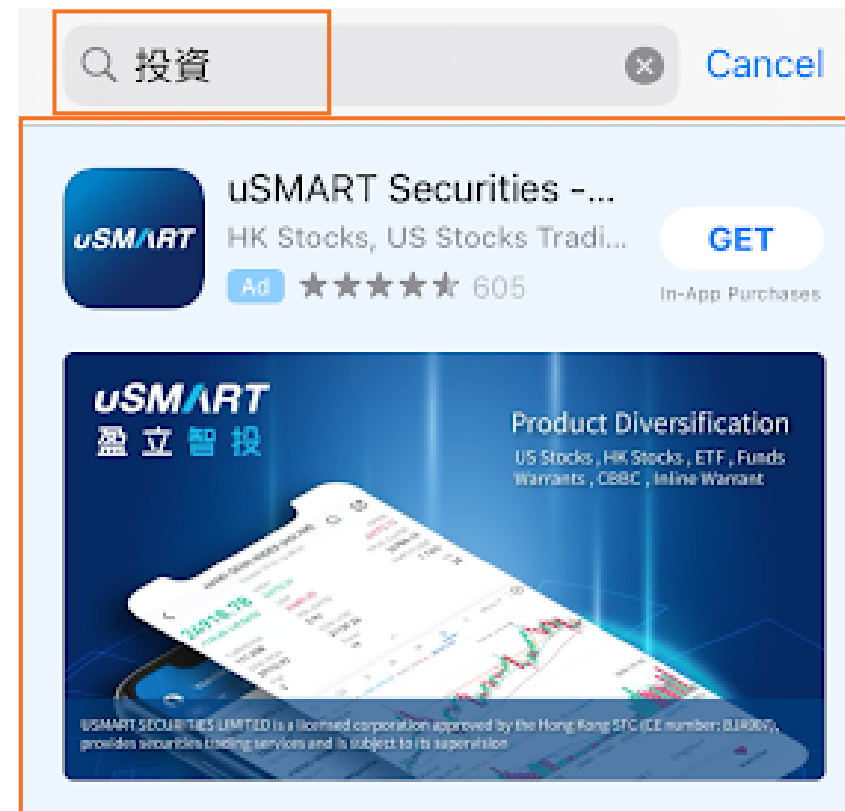 投資
Cancel
uSMART
uSMART Securities -...
HK Stocks, US Stocks Tradi...
GET
Ad
605
In-App Purchases
uSMART
盈立智投
Product Diversification
US Stocks , HK Stocks , ETF , Funds
Warrants , CBBC , Inline Warrant
USMART SECURITIES LIMITED is a licensed corporation approved by the Hong Kong SFC (CE number:
provides securities trading services and is subject to its supervision